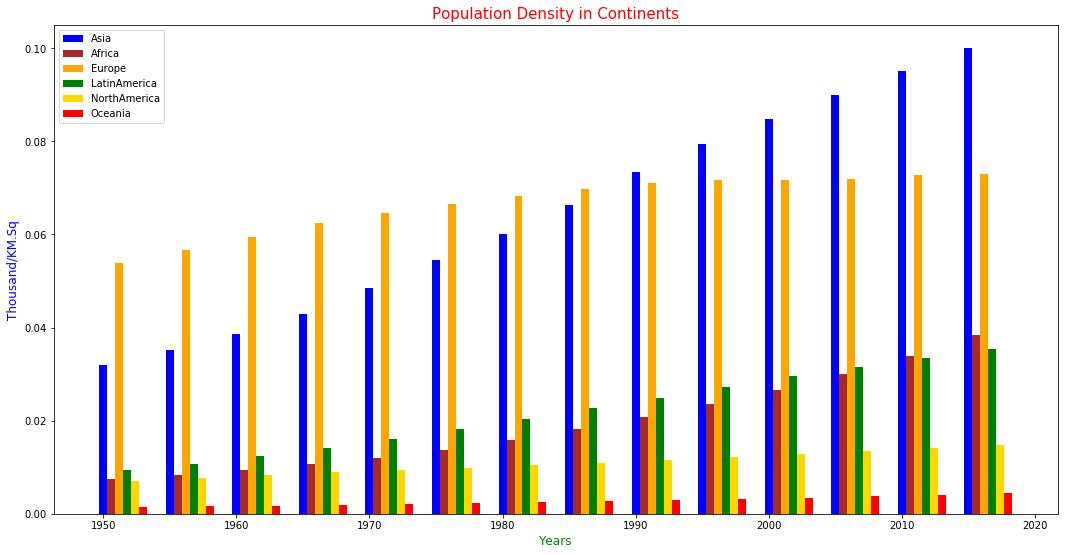 Population Density in Continents
Asia
Africa
Europe
LatinAmerica
NorthAmerica
Oceania
Thousand/KM.Sq
0.10
0.08
0.06
0.04
0.02
0.00
1950 1960 1970 1980 1990 2000 2010 2020
Years